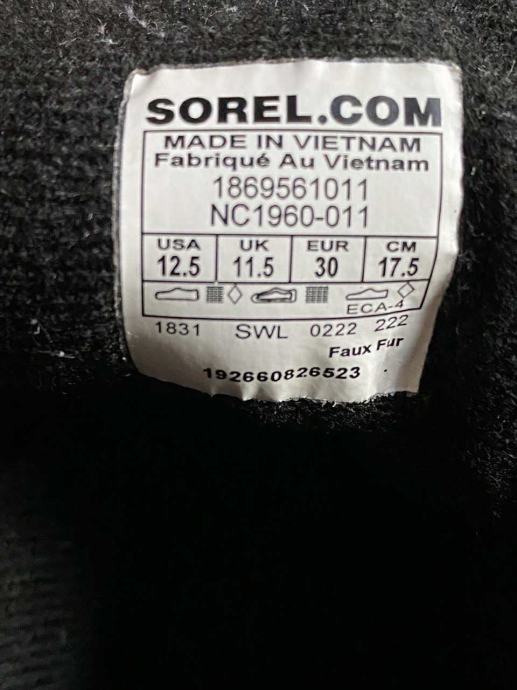 SOREL.COM
MADE IN VIETNAM
Fabriqué Au Vietnam
1869561011
NC1960-011
USA UK EUR CM
12.5 11.5 30 17.5
ECA-4
1831 SWL 0222 222
Faux Fur
192660826523